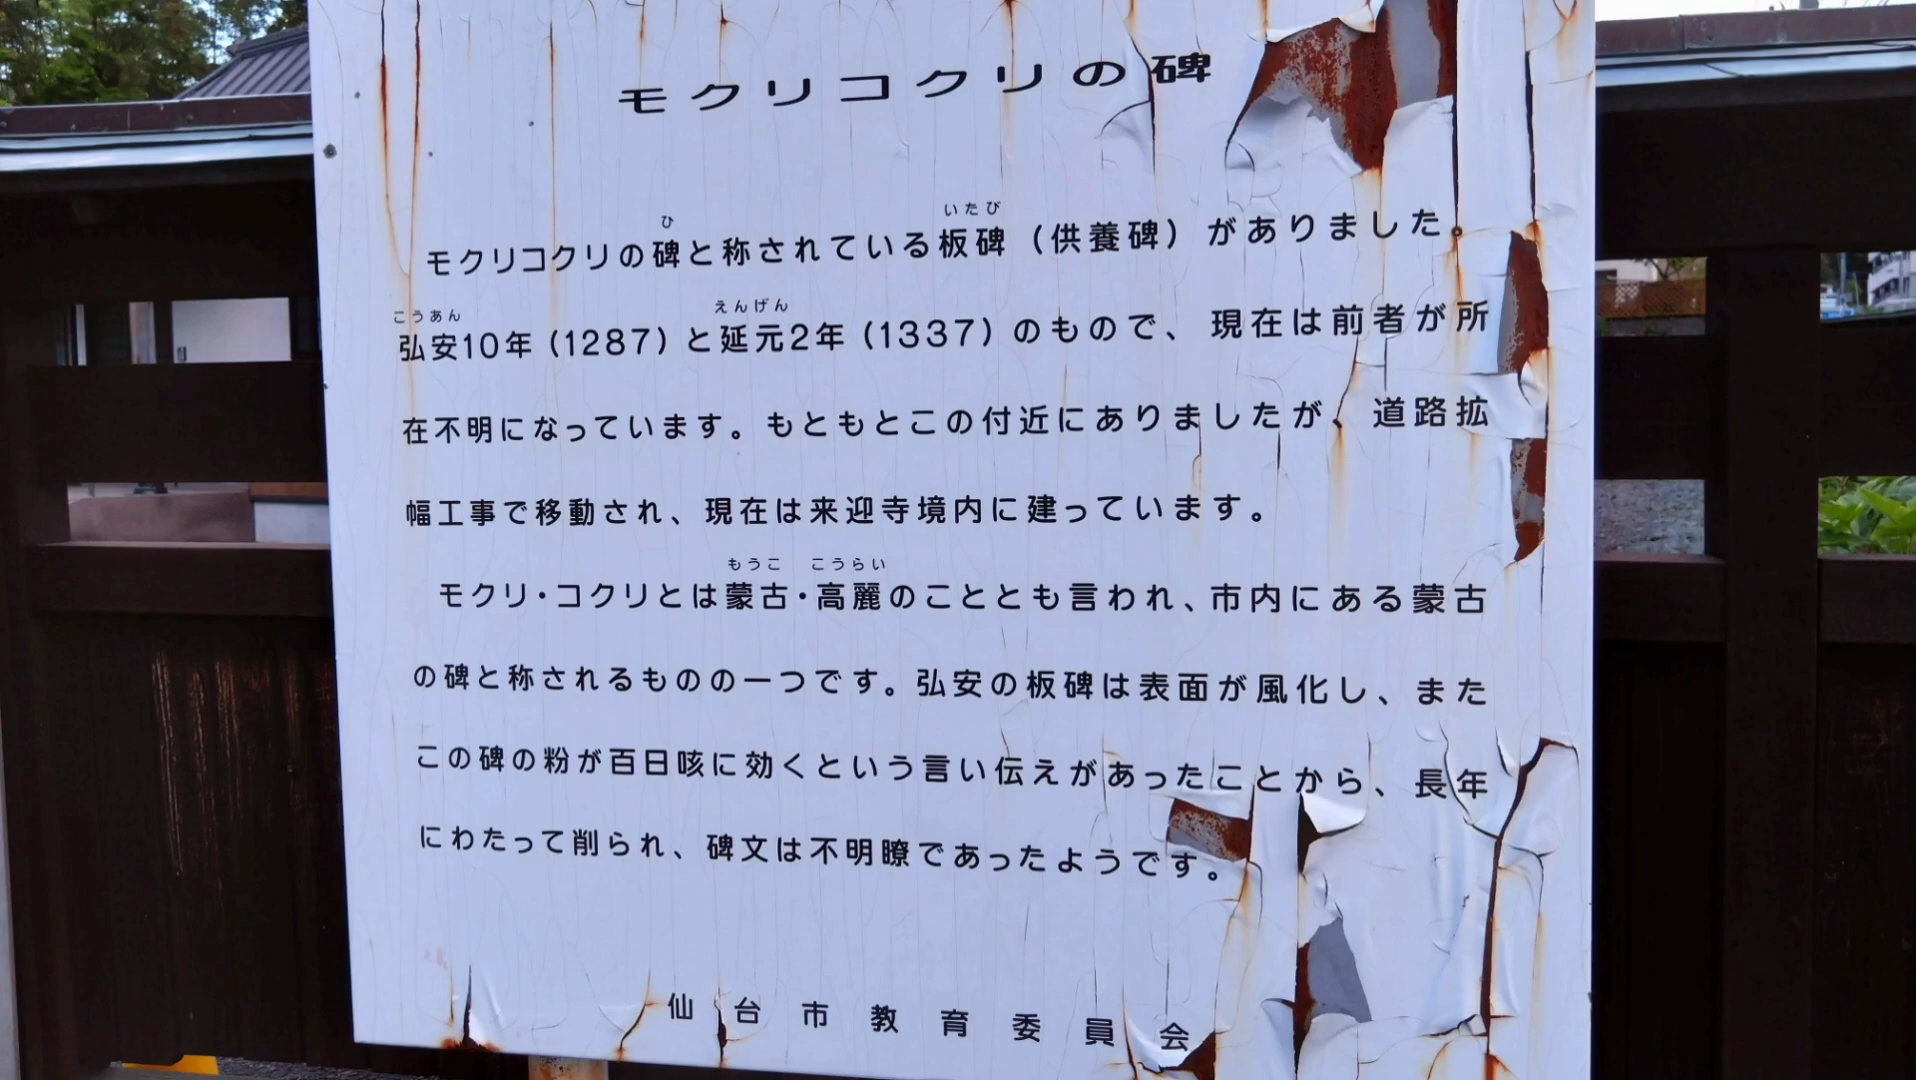 モクリコクリの碑
ひ いたび
モクリコクリの碑と称されている板碑（供養碑）がありました。
こうあん えんげん
弘安10年（1287）と延元2年（1337）のもので、現在は前者が所
在不明になっています。もともとこの付近にありましたが、道路拡
幅工事で移動され、現在は来迎寺境内に建っています。
もうこ こうらい
モクリ・コクリとは蒙古・高麗のこととも言われ、市内にある蒙古
の碑と称されるものの一つです。弘安の板碑は表面が風化し、また
この碑の粉が百日咳に効くという言い伝えがあったことから、長年
にわたって削られ、碑文は不明瞭であったようです。
仙台市教育委員会